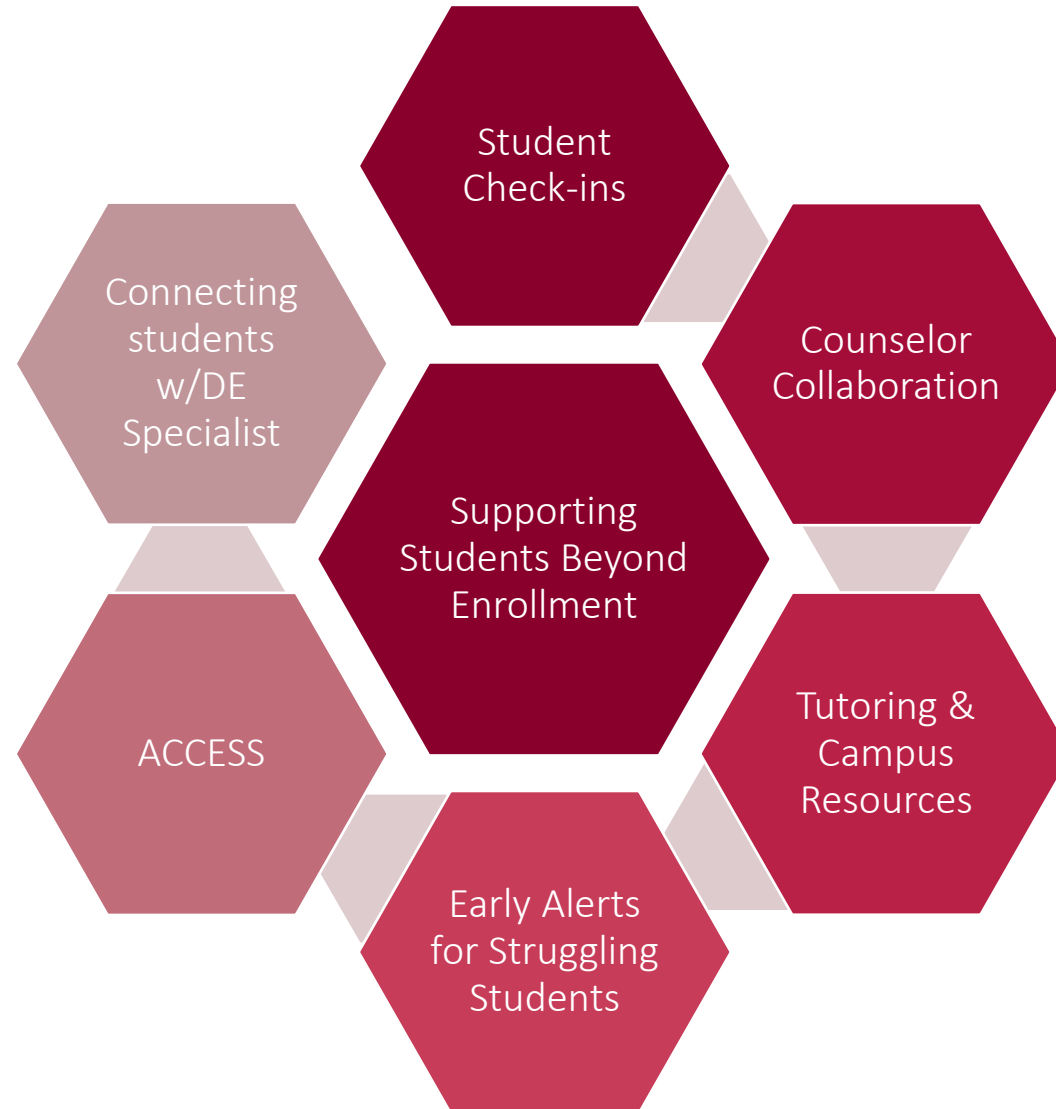 Student
Check-ins
Counselor
Collaboration
Tutoring &
Campus
Resources
Early Alerts
for Struggling
Students
ACCESS
Connecting
students
w/DE
Specialist
Supporting
Students Beyond
Enrollment